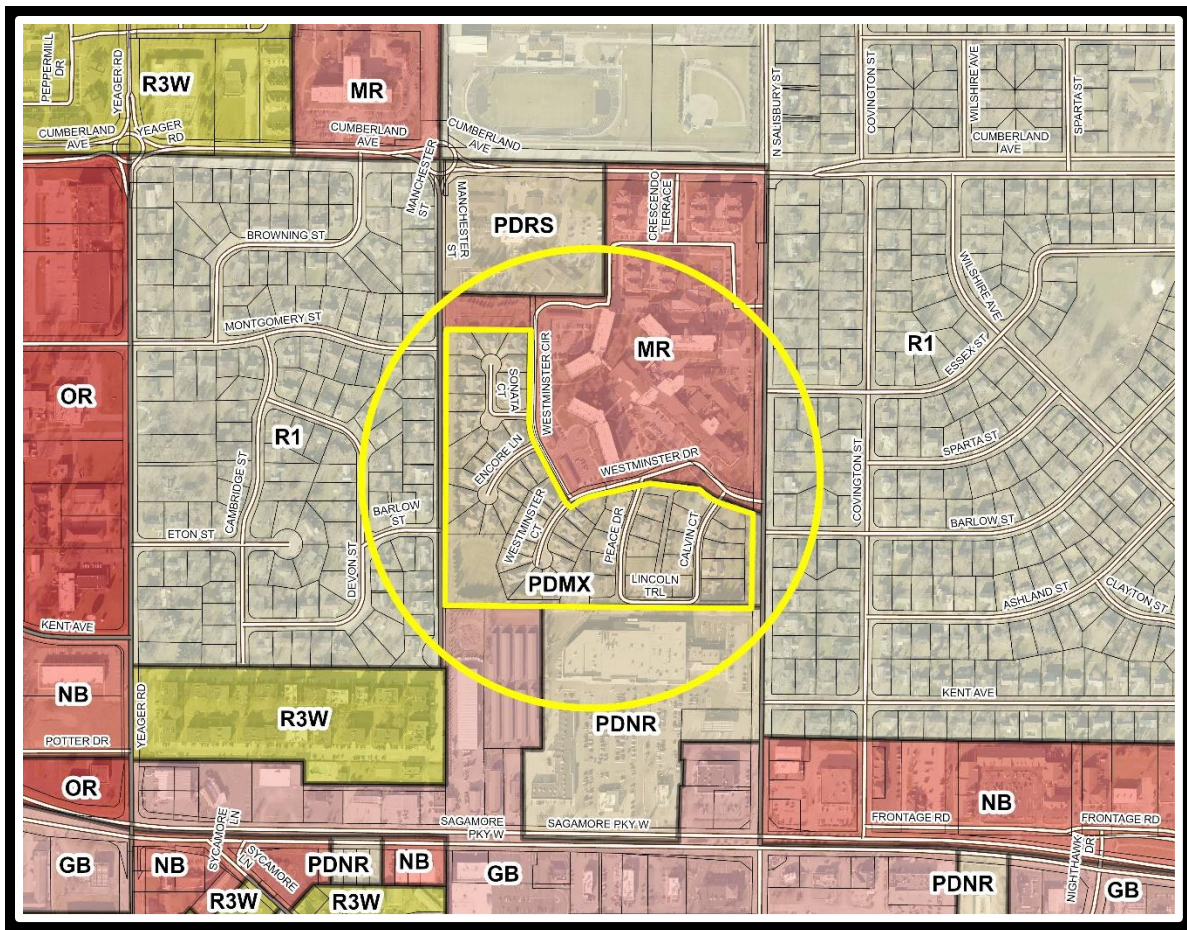 PEPPERMILL
DR
YEAGER RD
R3W
MR
N SALISBURY ST
COVINGTON ST
WILSHIRE AVE
SPARTA ST
CUMBERLAND
AVE
YEAGER
RD
CUMBERLAND
AVE
CUMBERLAND
AVE
CUMBERLAND
AVE
MANCHESTER
ST
MANCHESTER
ST
PDRS
CRESCENDO
TERRACE
BROWNING ST
WILSHIRE AVE
MONTGOMERY ST
WESTMINSTER CIR
MR
R1
ESSEX ST
OR
SONATA
CT
R1
CAMBRIDGE ST
ENCORE LN
WESTMINSTER DR
SPARTA ST
COVINGTON ST
WESTMINSTER
CT
PEACE DR
CALVIN CT
BARLOW
ST
BARLOW ST
ETON ST
DEVON ST
PDMX
LINCOLN
TRL
ASHLAND ST
CLAYTON ST
KENT AVE
NB
YEAGER RD
R3W
PDNR
KENT AVE
POTTER DR
OR
SYCAMORE
LN
SAGAMORE
PKY W
SAGAMORE PKY W
NB
FRONTAGE RD
FRONTAGE RD
GB
NB
SYCAMORE
LN
PDNR
NB
GB
PDNR
NIGHTHAWK
DR
GB
R3W
R3W